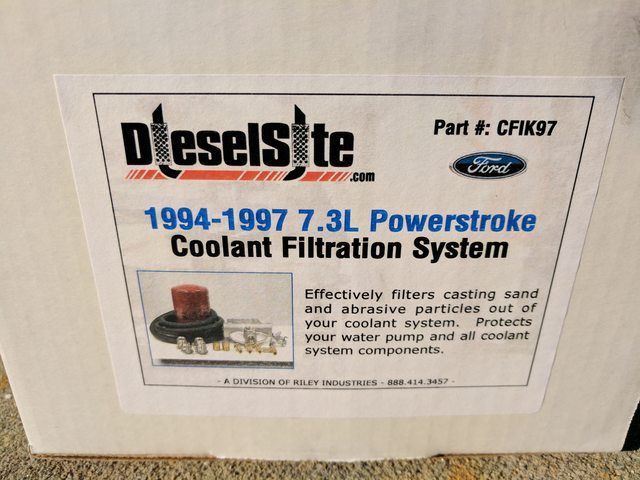 DieselSite
.com
Part #: CFIK97
Ford
1994-1997 7.3L Powerstroke
Coolant Filtration System
Effectively filters casting sand
and abrasive particles out of
your coolant system. Protects
your water pump and all coolant
system components.
- A DIVISION OF RILEY INDUSTRIES - 888.414.3457 -